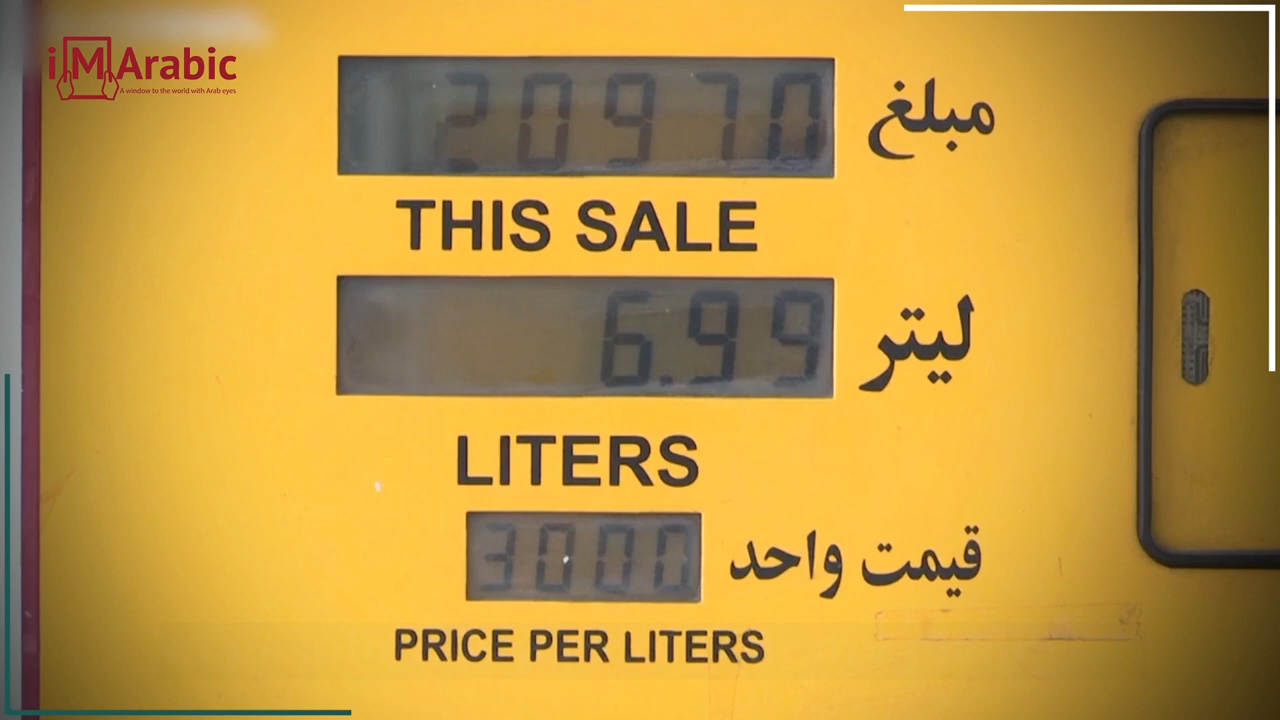 iMArabic
A window to the world with Arab eyes
20970 مبلغ
THIS SALE
6.99 لیتر
LITERS
3000 قیمت واحد
PRICE PER LITERS